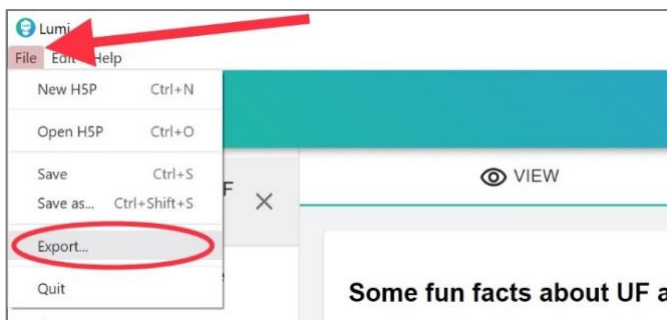 Lumi
File Edit Help
New H5P Ctrl+N
Open H5P Ctrl+O
Save Ctrl+S
Save as... Ctrl+Shift+S
Export...
Quit
F
VIEW
Some fun facts about UF a